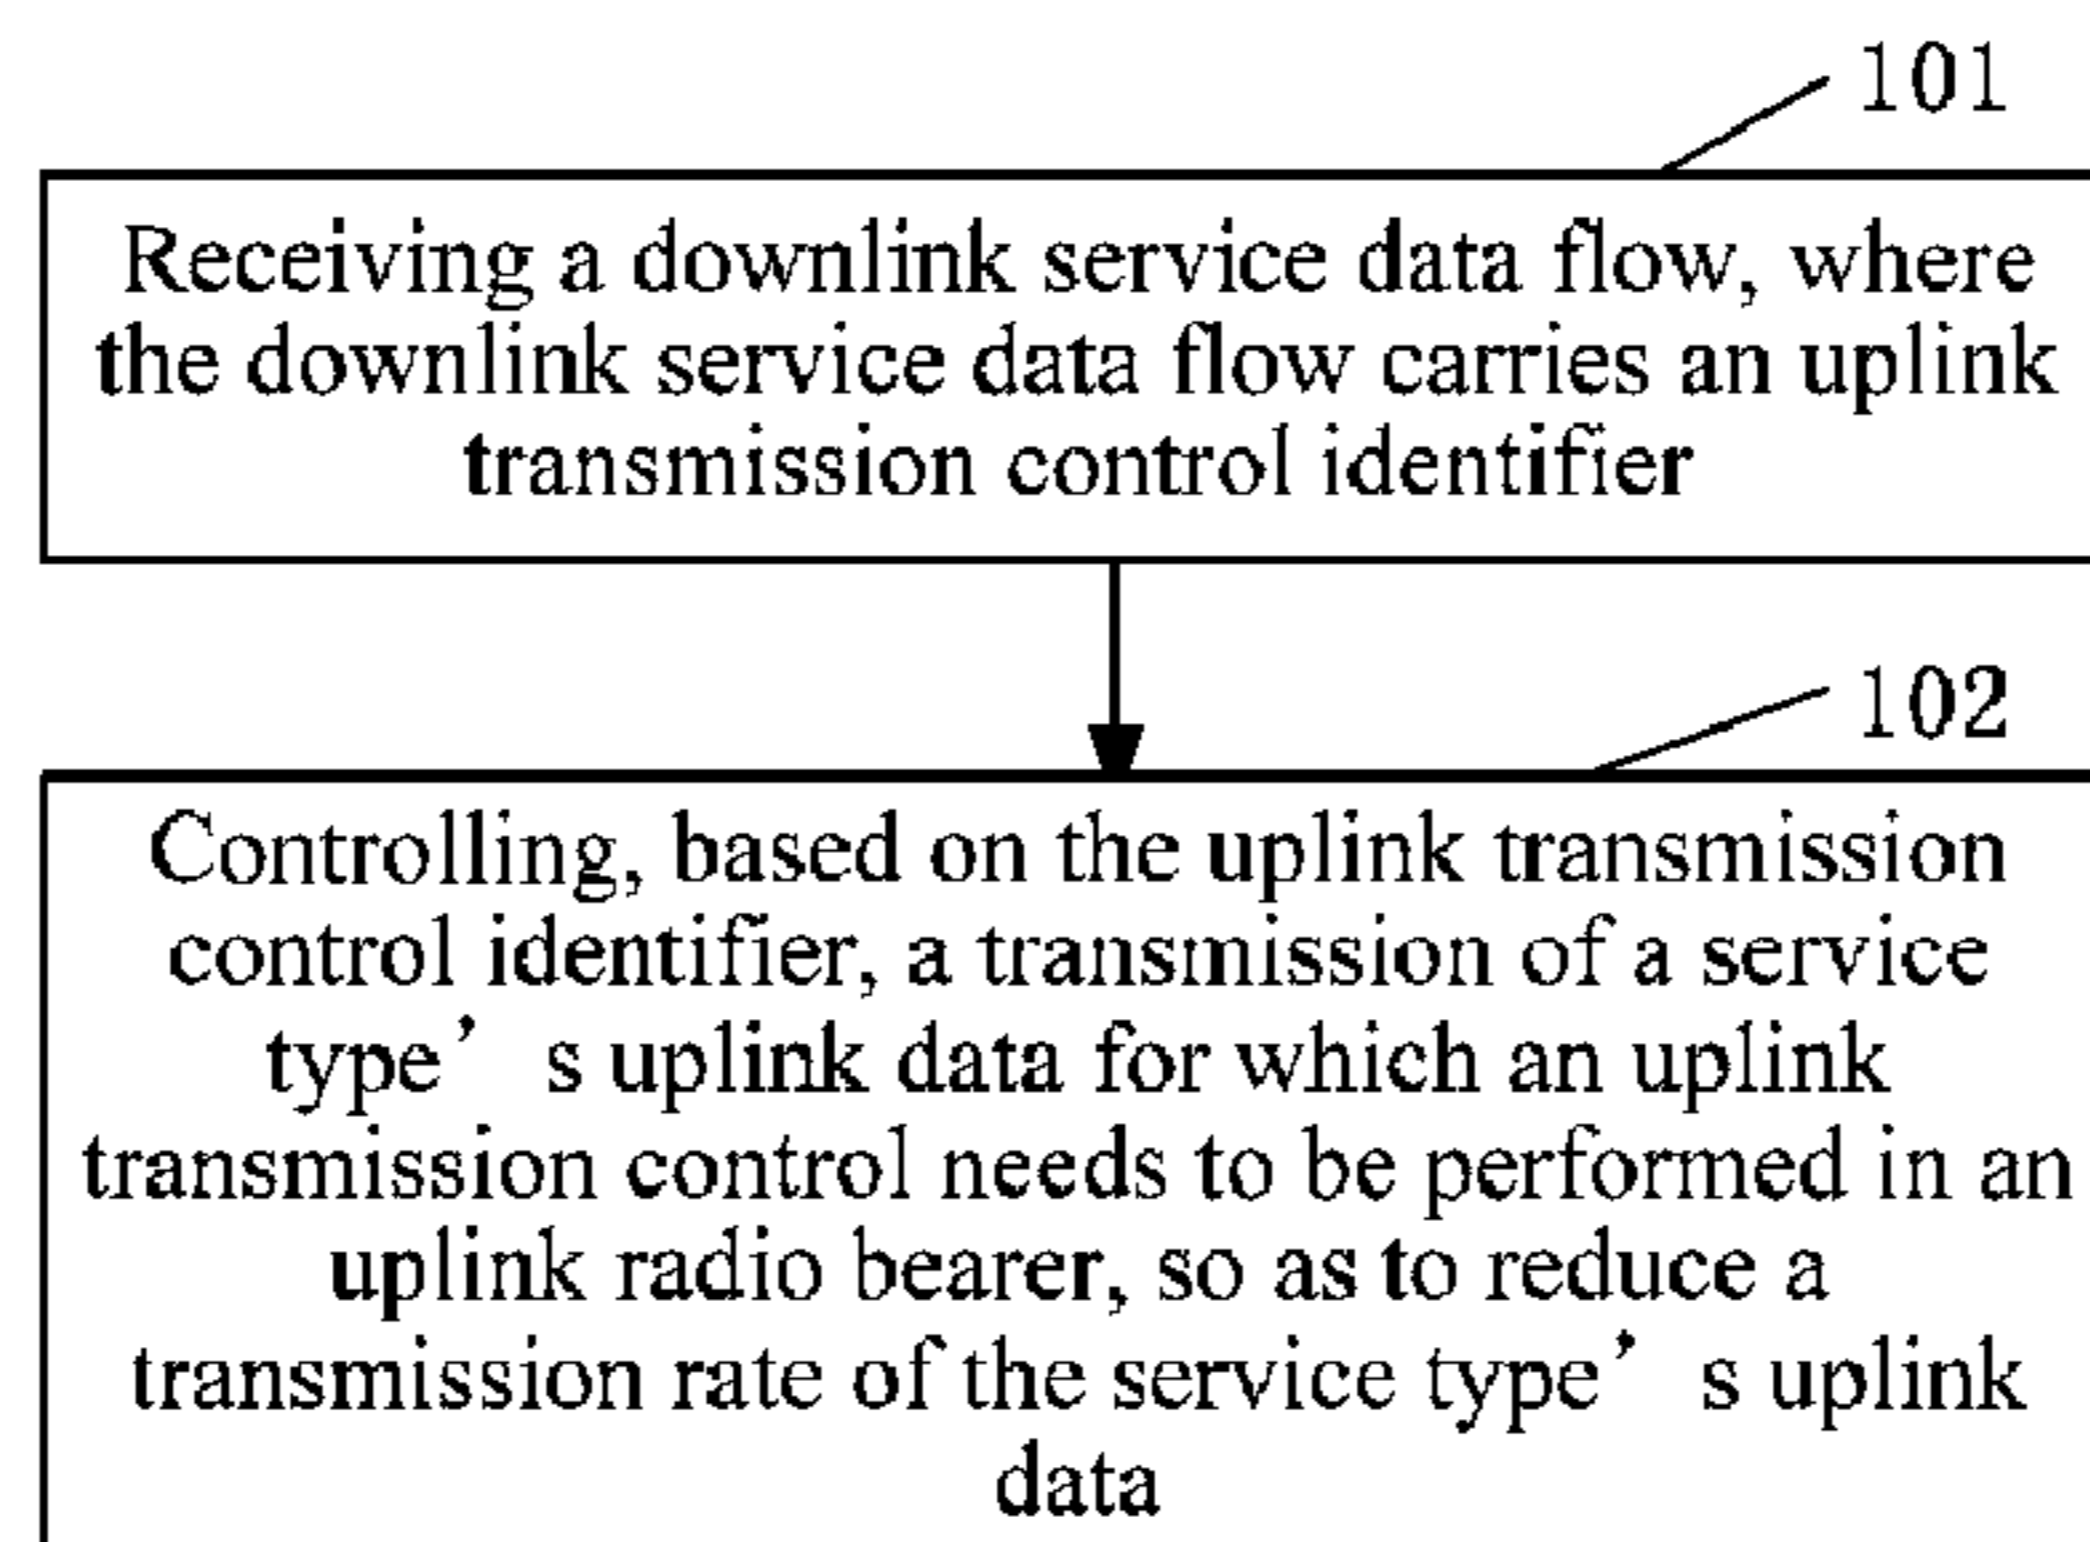 101
Receiving a downlink service data flow, where
the downlink service data flow carries an uplink
transmission control identifier
102
Controlling, based on the uplink transmission
control identifier, a transmission of a service
type’ s uplink data for which an uplink
transmission control needs to be performed in an
uplink radio bearer, so as to reduce a
transmission rate of the service type’ s uplink
data